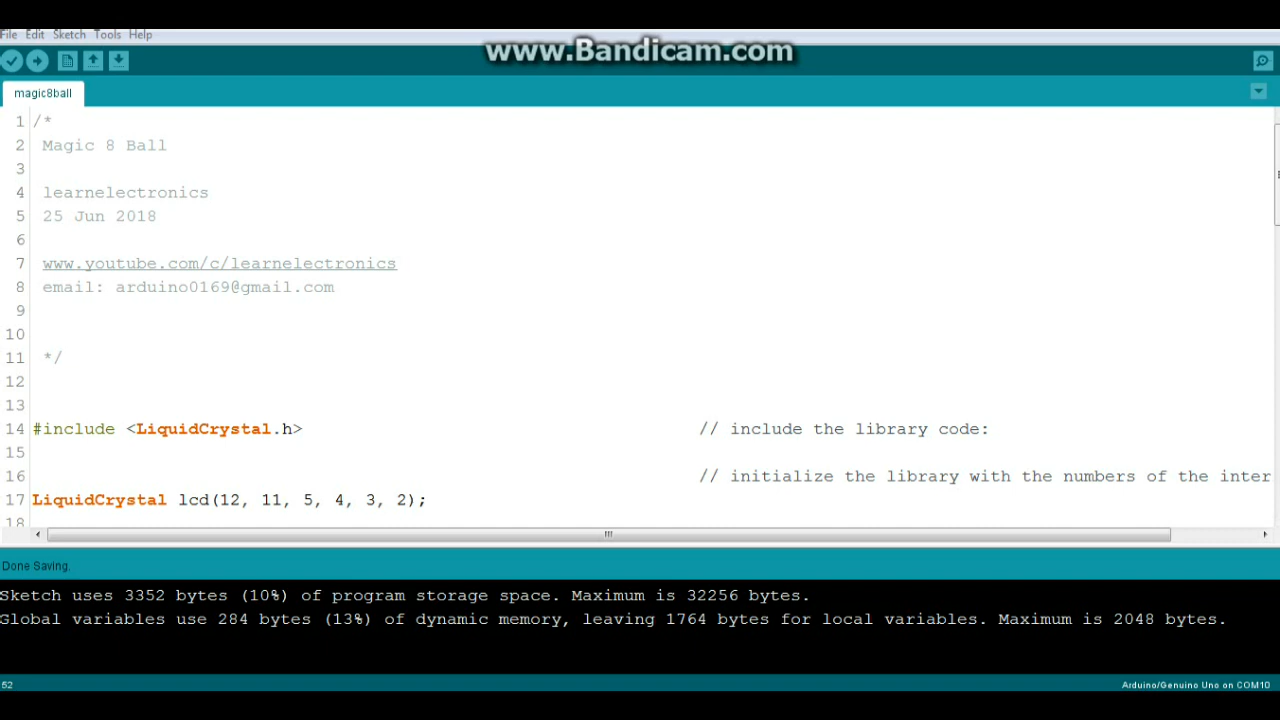 File Edit Sketch Tools Help
www.Bandicam.com
magic8ball
1 /*
2 Magic 8 Ball
3
4 learnelectronics
5 25 Jun 2018
6
7 www.youtube.com/c/learnelectronics
8 email: arduino0169@gmail.com
9
10
11 */
12
13
14 #include <LiquidCrystal.h> // include the library code:
15
16 // initialize the library with the numbers of the inter
17 LiquidCrystal lcd(12, 11, 5, 4, 3, 2);
18
Done Saving.
Sketch uses 3352 bytes (10%) of program storage space. Maximum is 32256 bytes.
Global variables use 284 bytes (13%) of dynamic memory, leaving 1764 bytes for local variables. Maximum is 2048 bytes.
52 Arduino/Genuino Uno on COM10